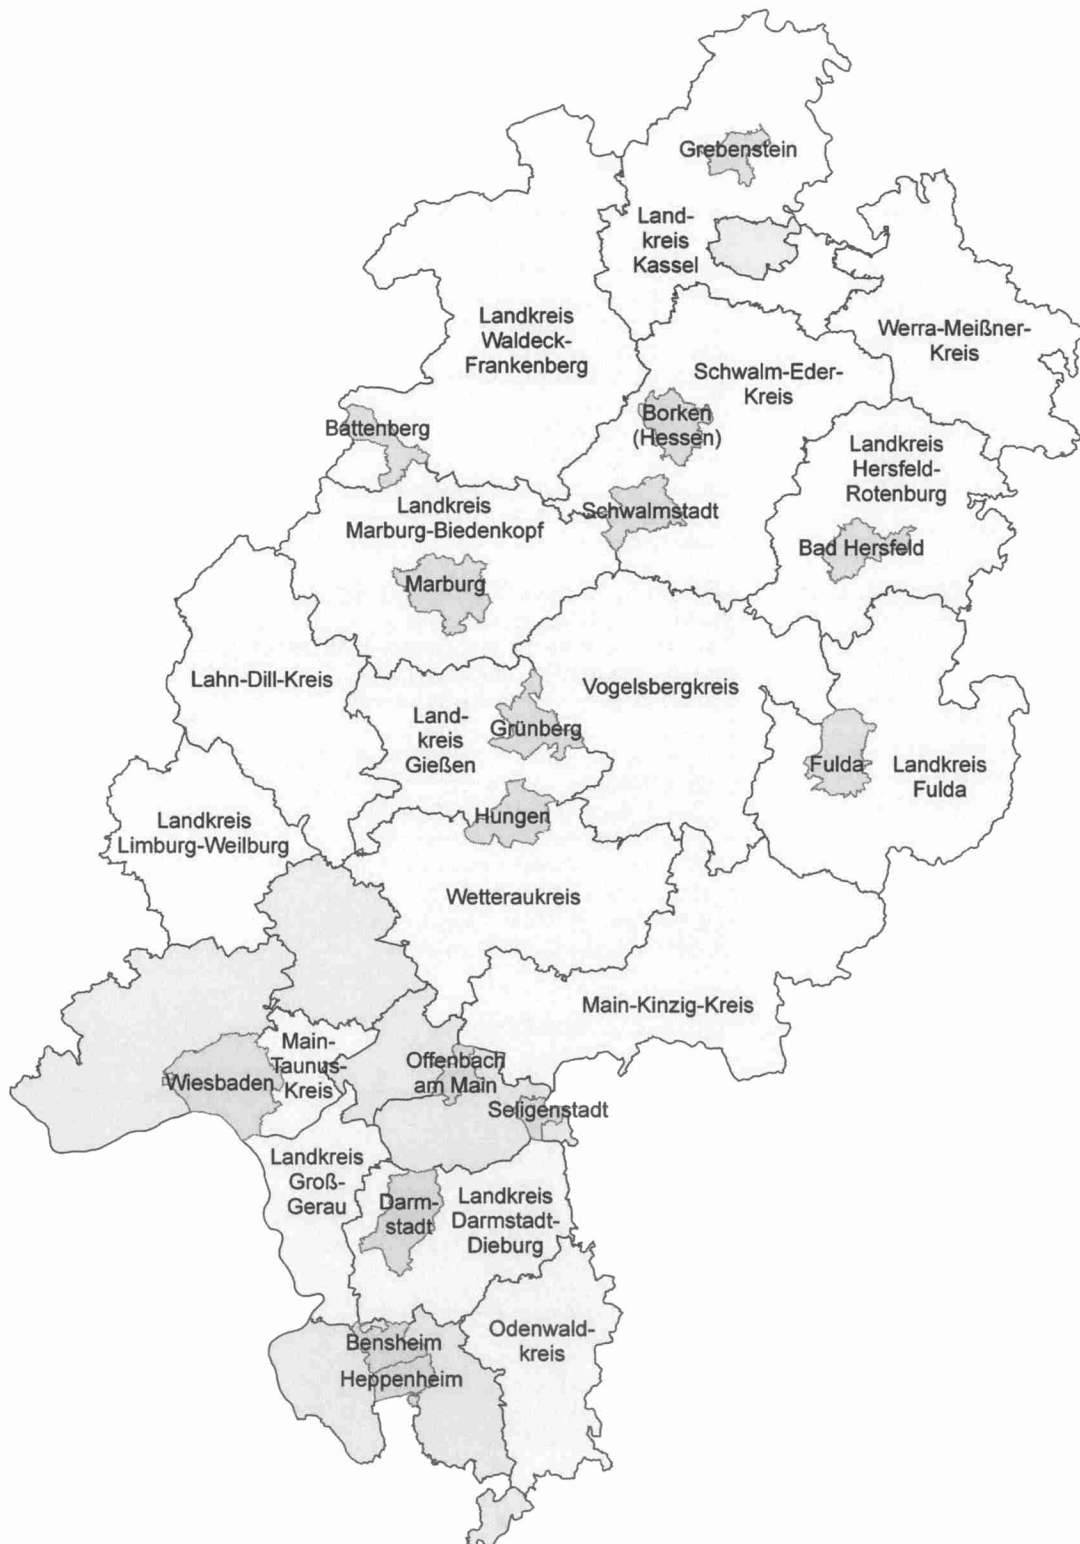 Grebenstein
Land-
kreis
Kassel
Landkreis
Waldeck-
Frankenberg
Werra-Meißner-
Kreis
Schwalm-Eder-
Kreis
Borken
(Hessen)
Battenberg
Landkreis
Hersfeld-
Rotenburg
Landkreis
Marburg-Biedenkopf
Schwalmstadt
Bad Hersfeld
Marburg
Lahn-Dill-Kreis
Vogelsbergkreis
Land-
kreis
Gießen
Grünberg
Fulda
Landkreis
Fulda
Hungen
Landkreis
Limburg-Weilburg
Wetteraukreis
Main-Kinzig-Kreis
Main-
Taunus-
Kreis
Wiesbaden
Offenbach
am Main
Seligenstadt
Landkreis
Groß-
Gerau
Darm-
stadt
Landkreis
Darmstadt-
Dieburg
Bensheim
Heppenheim
Odenwald-
kreis